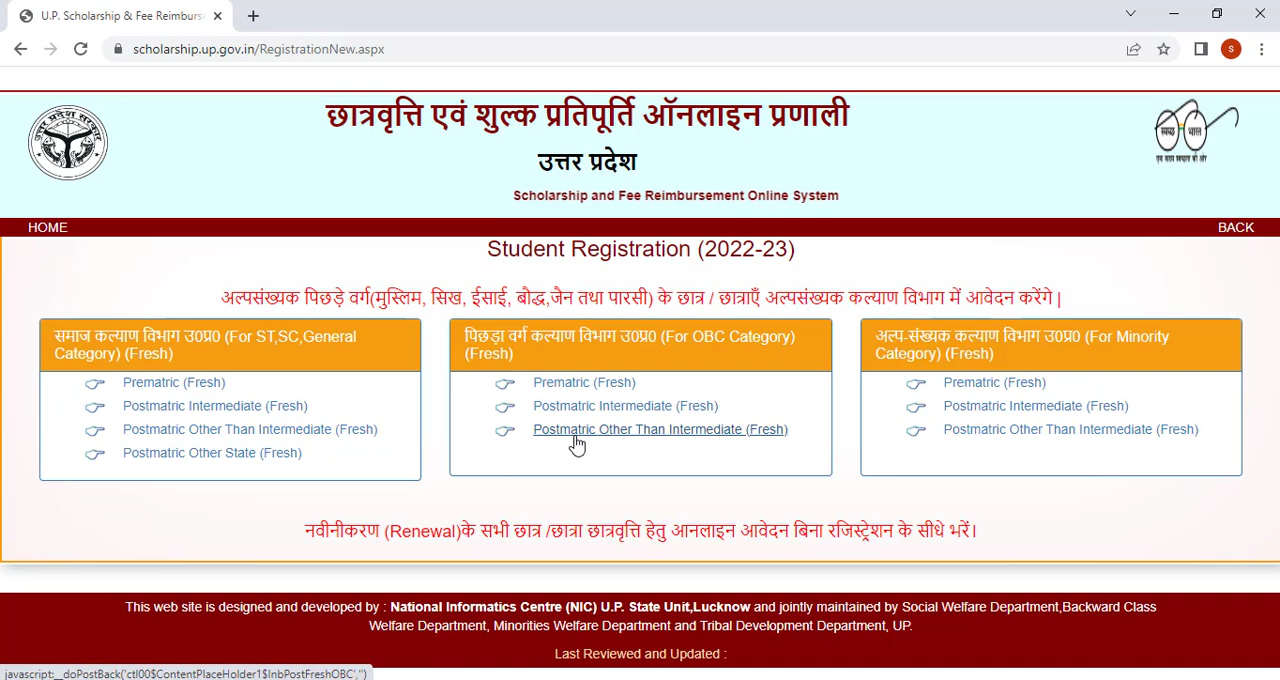 U.P. Scholarship & Fee Reimburs
scholarship.up.gov.in/RegistrationNew.aspx
S
छात्रवृत्ति एवं शुल्क प्रतिपूर्ति ऑनलाइन प्रणाली
उत्तर प्रदेश
Scholarship and Fee Reimbursement Online System
स्वच्छ भारत
एक कदम स्वच्छता की ओर
HOME
BACK
Student Registration (2022-23)
अल्पसंख्यक पिछड़े वर्ग(मुस्लिम, सिख, ईसाई, बौद्ध,जैन तथा पारसी) के छात्र / छात्राएँ अल्पसंख्यक कल्याण विभाग में आवेदन करेंगे |
समाज कल्याण विभाग उ0प्र0 (For ST,SC,General
Category) (Fresh)
Prematric (Fresh)
Postmatric Intermediate (Fresh)
Postmatric Other Than Intermediate (Fresh)
Postmatric Other State (Fresh)
पिछड़ा वर्ग कल्याण विभाग उ0प्र0 (For OBC Category)
(Fresh)
Prematric (Fresh)
Postmatric Intermediate (Fresh)
Postmatric Other Than Intermediate (Fresh)
अल्प-संख्यक कल्याण विभाग उ0प्र0 (For Minority
Category) (Fresh)
Prematric (Fresh)
Postmatric Intermediate (Fresh)
Postmatric Other Than Intermediate (Fresh)
नवीनीकरण (Renewal)के सभी छात्र /छात्रा छात्रवृत्ति हेतु आनलाइन आवेदन बिना रजिस्ट्रेशन के सीधे भरें।
This web site is designed and developed by : National Informatics Centre (NIC) U.P. State Unit,Lucknow and jointly maintained by Social Welfare Department,Backward Class
Welfare Department, Minorities Welfare Department and Tribal Development Department, UP.
Last Reviewed and Updated :
javascript:__doPostBack('ctl00$ContentPlaceHolder1$lnbPostFreshOBC','')